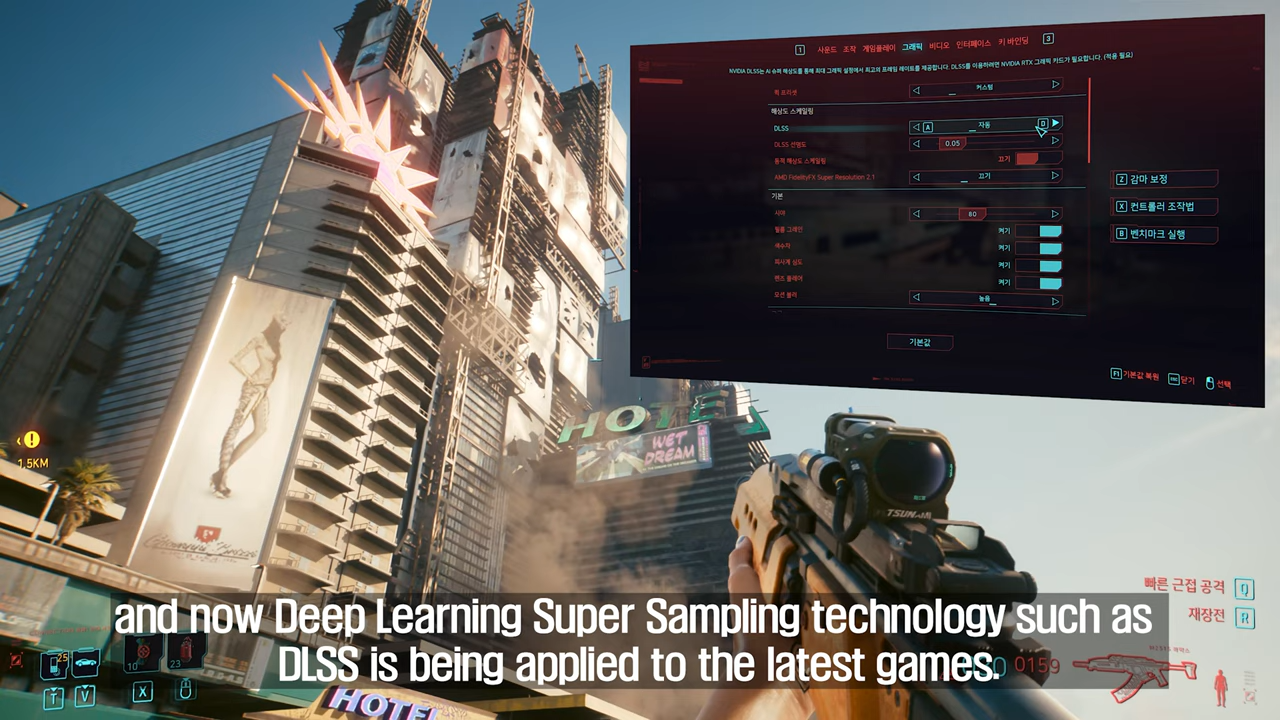 1 사운드 조작 게임플레이 그래픽 비디오 인터페이스 키 바인딩 3
NVIDIA DLSS는 AI 슈퍼 해상도를 통해 최대 그래픽 설정에서 최고의 프레임 레이트를 제공합니다. DLSS를 이용하려면 NVIDIA RTX 그래픽 카드가 필요합니다. (적용 필요)
퀵 프리셋 커스텀
해상도 스케일링
DLSS A 자동 D
DLSS 선명도 0.05
동적 해상도 스케일링 끄기
AMD FidelityFX Super Resolution 2.1 끄기
기본
시야 80
필름 그레인 켜기
색수차 켜기
피사계 심도 켜기
렌즈 플레어 켜기
모션 블러 높음
Z 감마 보정
X 컨트롤러 조작법
B 벤치마크 실행
기본값
F1 기본값 복원 ESC 닫기 선택
HOTEL
WET
DREAM
TSUNAMI
1.5KM
빠른 근접 공격 Q
재장전 R
and now Deep Learning Super Sampling technology such as
DLSS is being applied to the latest games.
0159
25
10
23
T V X
HOTEL